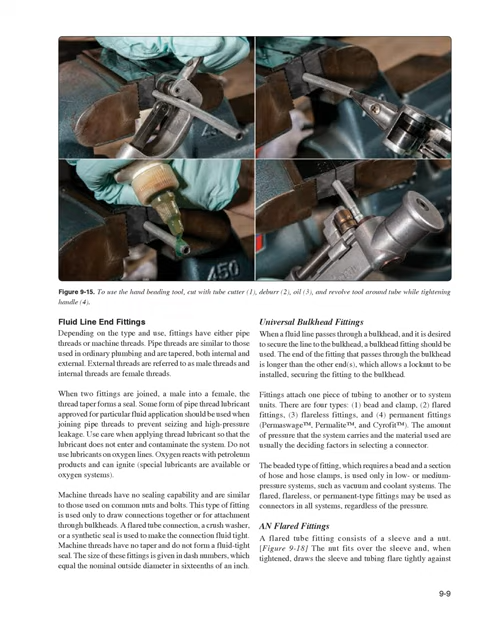 450
450
Figure 9-15. To use the hand beading tool, cut with tube cutter (1), deburr (2), oil (3), and revolve tool around tube while tightening
handle (4).
Fluid Line End Fittings
Depending on the type and use, fittings have either pipe
threads or machine threads. Pipe threads are similar to those
used in ordinary plumbing and are tapered, both internal and
external. External threads are referred to as male threads and
internal threads are female threads.
When two fittings are joined, a male into a female, the
thread taper forms a seal. Some form of pipe thread lubricant
approved for particular fluid application should be used when
joining pipe threads to prevent seizing and high-pressure
leakage. Use care when applying thread lubricant so that the
lubricant does not enter and contaminate the system. Do not
use lubricants on oxygen lines. Oxygen reacts with petroleum
products and can ignite (special lubricants are available or
oxygen systems).
Machine threads have no sealing capability and are similar
to those used on common nuts and bolts. This type of fitting
is used only to draw connections together or for attachment
through bulkheads. A flared tube connection, a crush washer,
or a synthetic seal is used to make the connection fluid tight.
Machine threads have no taper and do not form a fluid-tight
seal. The size of these fittings is given in dash numbers, which
equal the nominal outside diameter in sixteenths of an inch.
Universal Bulkhead Fittings
When a fluid line passes through a bulkhead, and it is desired
to secure the line to the bulkhead, a bulkhead fitting should be
used. The end of the fitting that passes through the bulkhead
is longer than the other end(s), which allows a locknut to be
installed, securing the fitting to the bulkhead.
Fittings attach one piece of tubing to another or to system
units. There are four types: (1) bead and clamp, (2) flared
fittings, (3) flareless fittings, and (4) permanent fittings
(Permaswage™, Permalite™, and Cyrofit™). The amount
of pressure that the system carries and the material used are
usually the deciding factors in selecting a connector.
The beaded type of fitting, which requires a bead and a section
of hose and hose clamps, is used only in low- or medium-
pressure systems, such as vacuum and coolant systems. The
flared, flareless, or permanent-type fittings may be used as
connectors in all systems, regardless of the pressure.
AN Flared Fittings
A flared tube fitting consists of a sleeve and a nut.
[Figure 9-18] The nut fits over the sleeve and, when
tightened, draws the sleeve and tubing flare tightly against
9-9